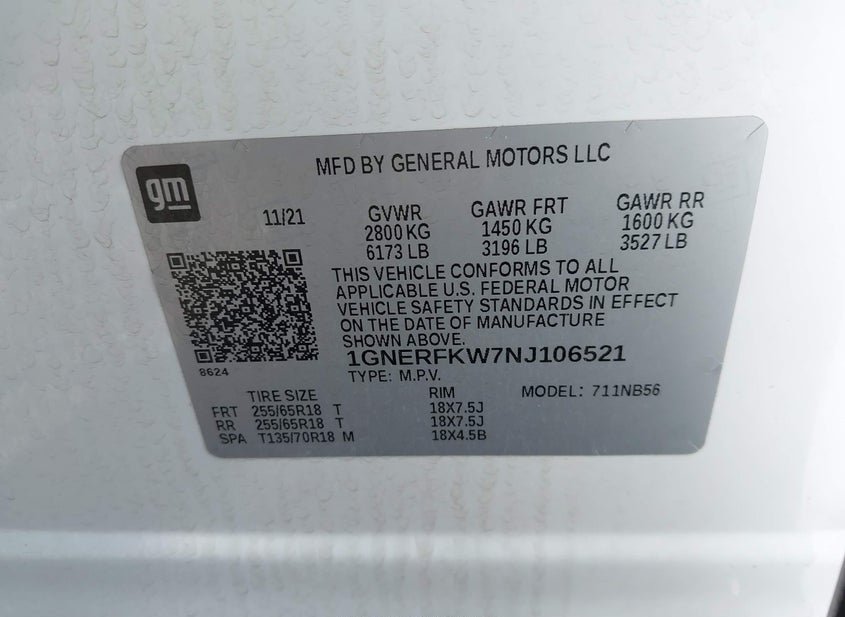 gm
MFD BY GENERAL MOTORS LLC
11/21 GVWR GAWR FRT GAWR RR
2800 KG 1450 KG 1600 KG
6173 LB 3196 LB 3527 LB
THIS VEHICLE CONFORMS TO ALL
APPLICABLE U.S. FEDERAL MOTOR
VEHICLE SAFETY STANDARDS IN EFFECT
ON THE DATE OF MANUFACTURE
SHOWN ABOVE.
8624
1GNERFKW7NJ106521
TYPE: M.P.V.
TIRE SIZE RIM MODEL: 711NB56
FRT 255/65R18 T 18X7.5J
RR 255/65R18 T 18X7.5J
SPA T135/70R18 M 18X4.5B